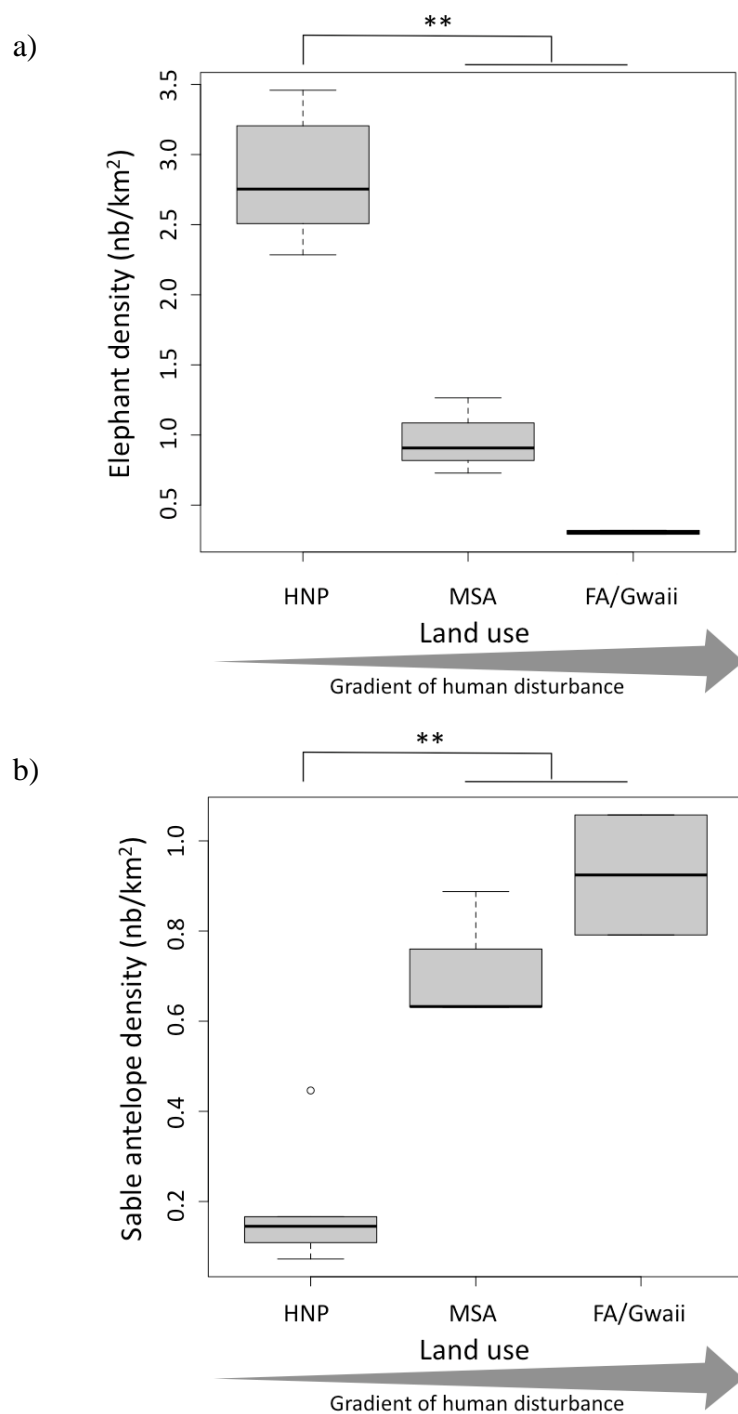 a)
**
Elephant density (nb/km²)
3.5
3.0
2.5
2.0
1.5
1.0
0.5
HNP MSA FA/Gwaii
Land use
Gradient of human disturbance
b)
**
Sable antelope density (nb/km²)
1.0
0.8
0.6
0.4
0.2
HNP MSA FA/Gwaii
Land use
Gradient of human disturbance